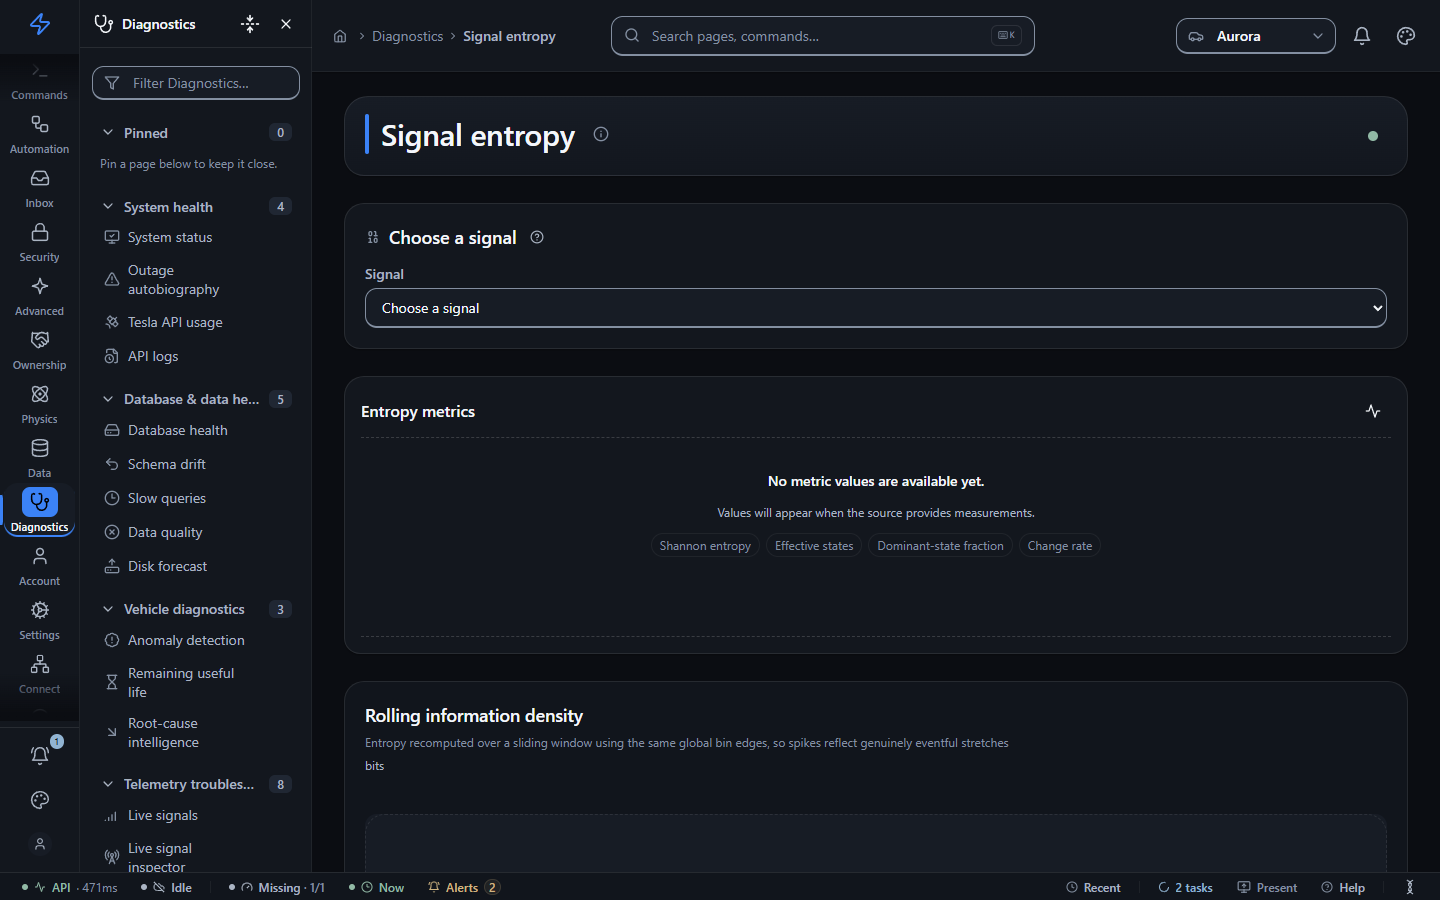 Diagnostics
Diagnostics
Signal entropy
Search pages, commands...
K
Aurora
Commands
Automation
Inbox
Security
Advanced
Ownership
Physics
Data
Diagnostics
Account
Settings
Connect
1
Filter Diagnostics...
Pinned
0
Pin a page below to keep it close.
System health
4
System status
Outage
autobiography
Tesla API usage
API logs
Database & data he...
5
Database health
Schema drift
Slow queries
Data quality
Disk forecast
Vehicle diagnostics
3
Anomaly detection
Remaining useful
life
Root-cause
intelligence
Telemetry troubles...
8
Live signals
Live signal
inspector
Signal entropy
Choose a signal
Signal
Choose a signal
Entropy metrics
No metric values are available yet.
Values will appear when the source provides measurements.
Shannon entropy
Effective states
Dominant-state fraction
Change rate
Rolling information density
Entropy recomputed over a sliding window using the same global bin edges, so spikes reflect genuinely eventful stretches
bits
API · 471ms
Idle
Missing · 1/1
Now
Alerts 2
Recent
2 tasks
Present
Help